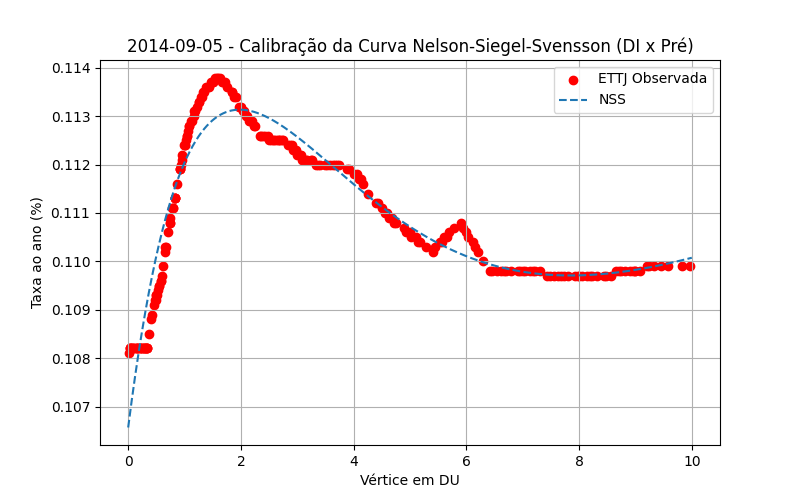 2014-09-05 - Calibração da Curva Nelson-Siegel-Svensson (DI x Pré)
ETTJ Observada
NSS
Taxa ao ano (%)
0.114
0.113
0.112
0.111
0.110
0.109
0.108
0.107
0 2 4 6 8 10
Vértice em DU